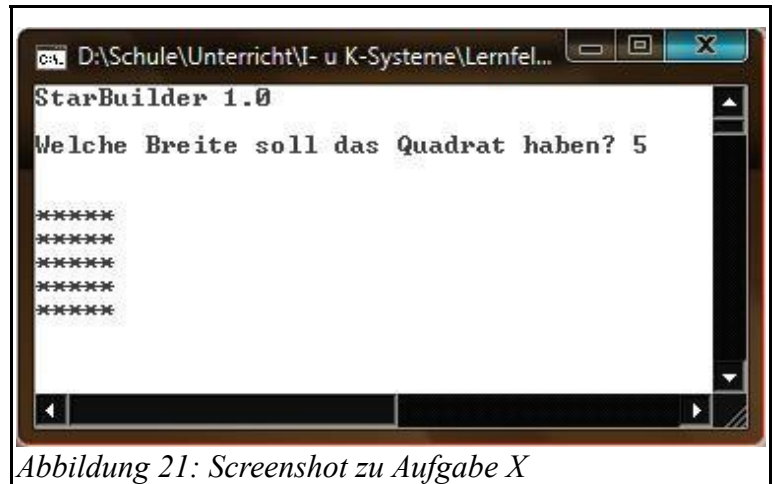 D:\Schule\Unterricht\I- u K-Systeme\Lernfel...
StarBuilder 1.0
Welche Breite soll das Quadrat haben? 5
*****
*****
*****
*****
*****
Abbildung 21: Screenshot zu Aufgabe X